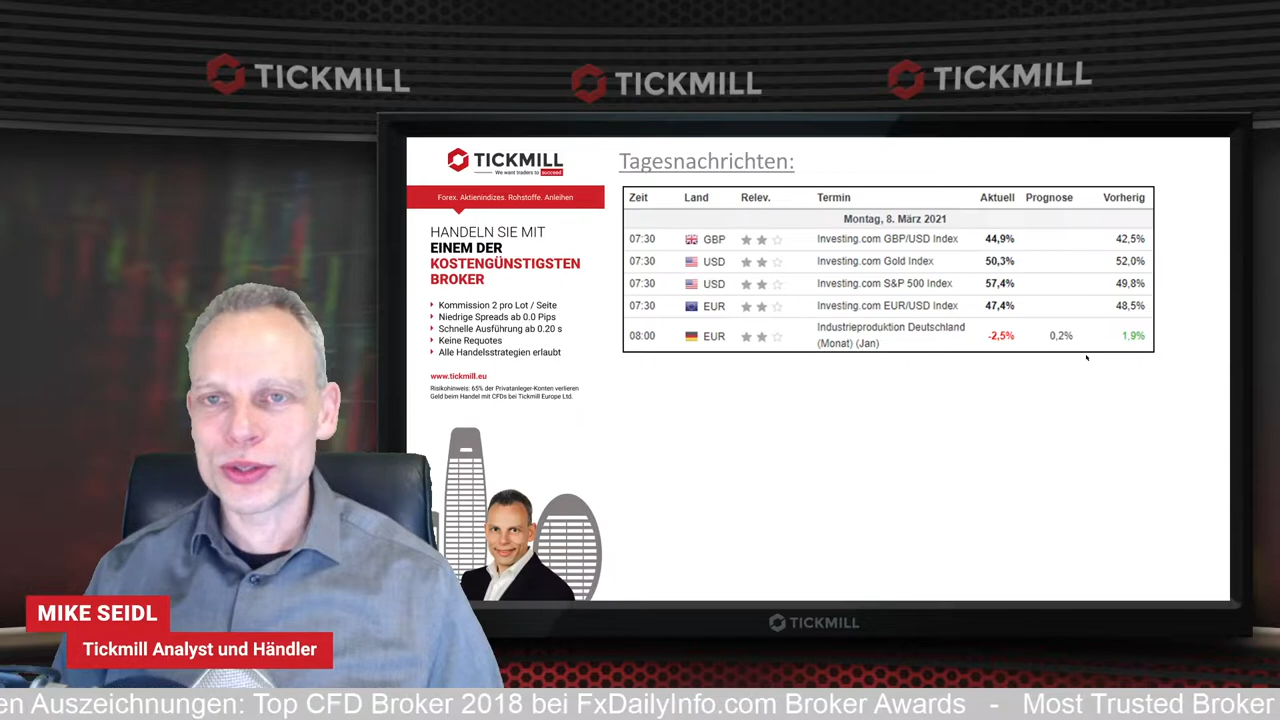 TICKMILL
TICKMILL
TICKMILL
TICKMILL
We want traders to succeed
Forex. Aktienindizes. Rohstoffe. Anleihen
HANDELN SIE MIT
EINEM DER
KOSTENGÜNSTIGSTEN
BROKER
Kommission 2 pro Lot / Seite
Niedrige Spreads ab 0.0 Pips
Schnelle Ausführung ab 0.20 s
Keine Requotes
Alle Handelsstrategien erlaubt
www.tickmill.eu
Risikohinweis: 65% der Privatanleger-Konten verlieren
Geld beim Handel mit CFDs bei Tickmill Europe Ltd.
Tagesnachrichten:
Zeit Land Relev. Termin Aktuell Prognose Vorherig
Montag, 8. März 2021
07:30 GBP Investing.com GBP/USD Index 44,9% 42,5%
07:30 USD Investing.com Gold Index 50,3% 52,0%
07:30 USD Investing.com S&P 500 Index 57,4% 49,8%
07:30 EUR Investing.com EUR/USD Index 47,4% 48,5%
08:00 EUR Industrieproduktion Deutschland (Monat) (Jan) -2,5% 0,2% 1,9%
TICKMILL
MIKE SEIDL
Tickmill Analyst und Händler
en Auszeichnungen: Top CFD Broker 2018 bei FxDailyInfo.com Broker Awards - Most Trusted Broker